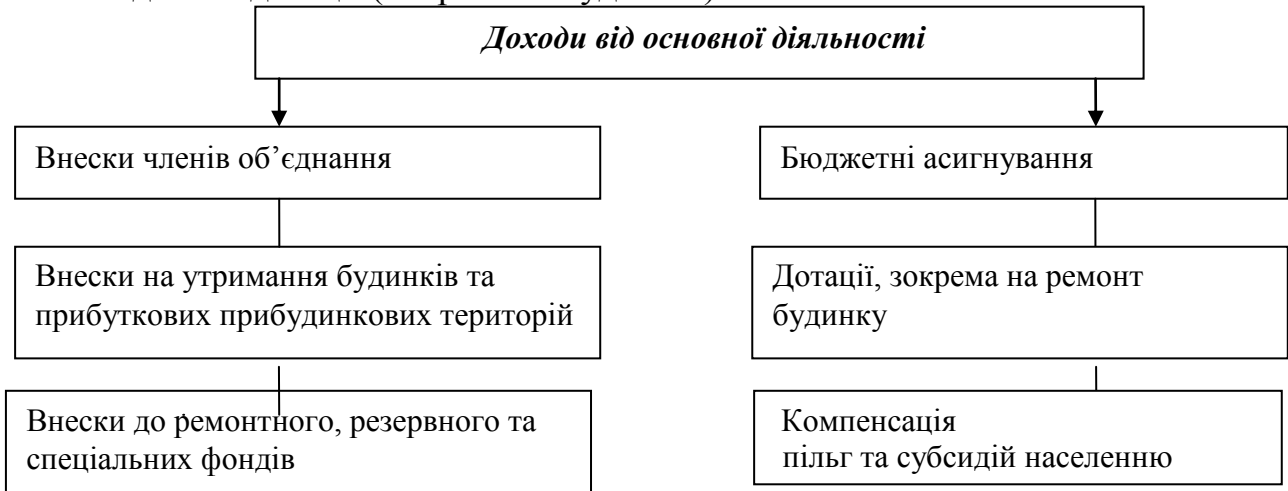 Доходи від основної діяльності
Внески членів об’єднання
Бюджетні асигнування
Внески на утримання будинків та
прибуткових прибудинкових територій
Дотації, зокрема на ремонт
будинку
Внески до ремонтного, резервного та
спеціальних фондів
Компенсація
пільг та субсидій населенню